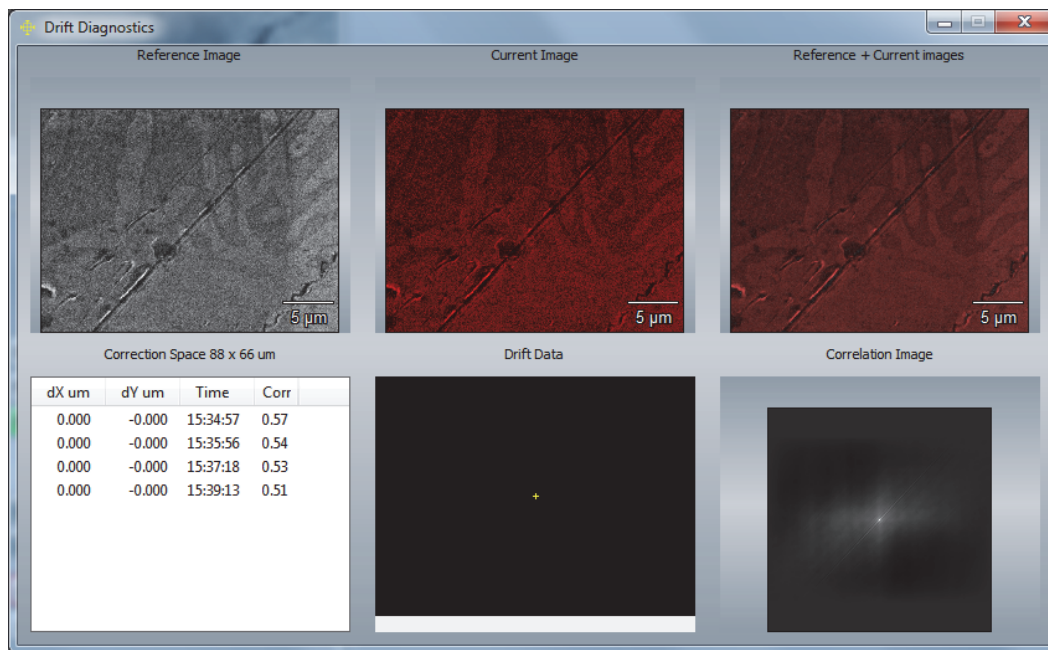 Drift Diagnostics
Reference Image
Current Image
Reference + Current images
5 µm
5 µm
5 µm
Correction Space 88 x 66 um
Drift Data
Correlation Image
dX um dY um Time Corr
0.000 -0.000 15:34:57 0.57
0.000 -0.000 15:35:56 0.54
0.000 -0.000 15:37:18 0.53
0.000 -0.000 15:39:13 0.51